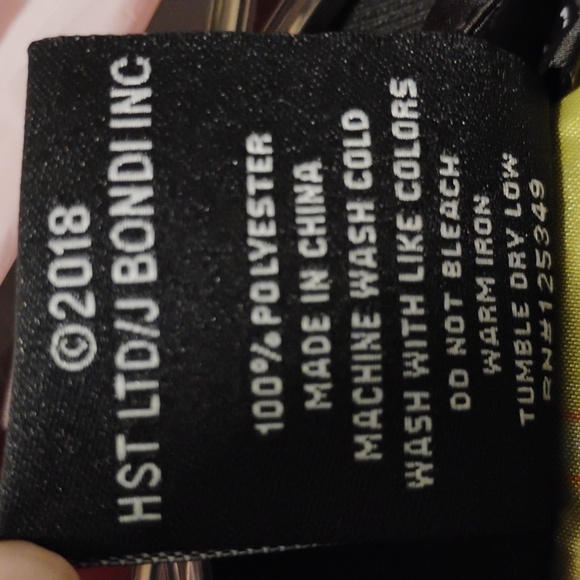 ©2018
HST LTD/J BONDI INC
100% POLYESTER
MADE IN CHINA
MACHINE WASH COLD
WASH WITH LIKE COLORS
DO NOT BLEACH
WARM IRON
TUMBLE DRY LOW
RN#125349